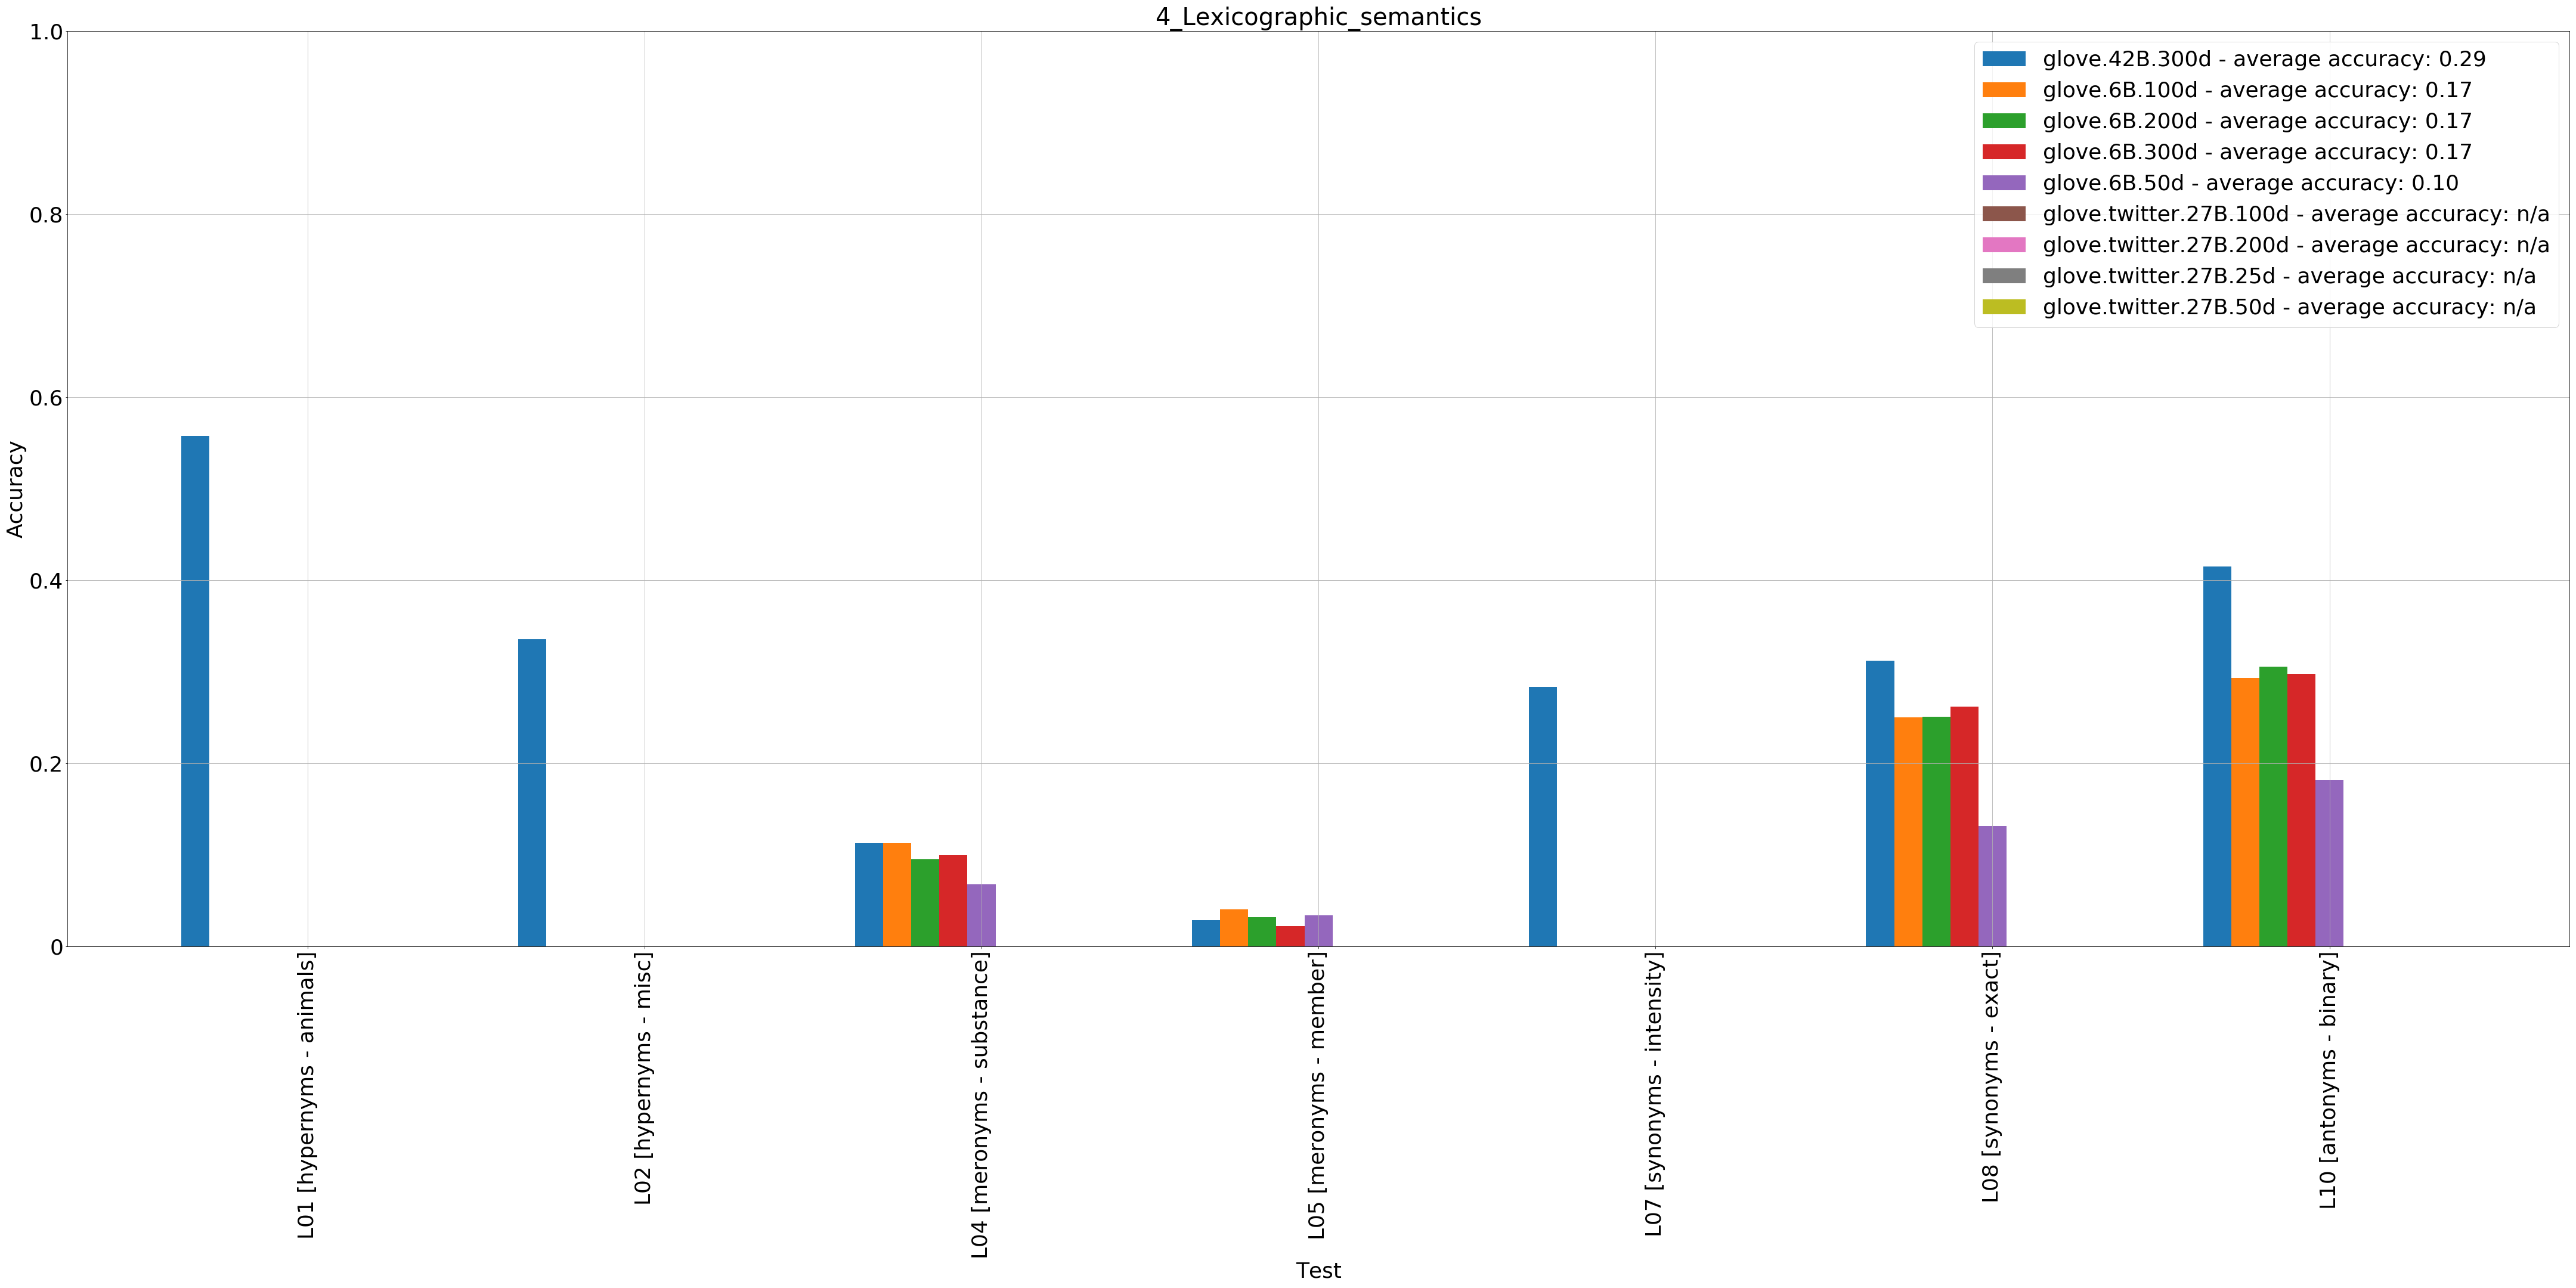 4_Lexicographic_semantics
1.0
0.8
0.6
0.4
0.2
0
Accuracy
glove.42B.300d - average accuracy: 0.29
glove.6B.100d - average accuracy: 0.17
glove.6B.200d - average accuracy: 0.17
glove.6B.300d - average accuracy: 0.17
glove.6B.50d - average accuracy: 0.10
glove.twitter.27B.100d - average accuracy: n/a
glove.twitter.27B.200d - average accuracy: n/a
glove.twitter.27B.25d - average accuracy: n/a
glove.twitter.27B.50d - average accuracy: n/a
L01 [hypernyms - animals]
L02 [hypernyms - misc]
L04 [meronyms - substance]
L05 [meronyms - member]
L07 [synonyms - intensity]
L08 [synonyms - exact]
L10 [antonyms - binary]
Test